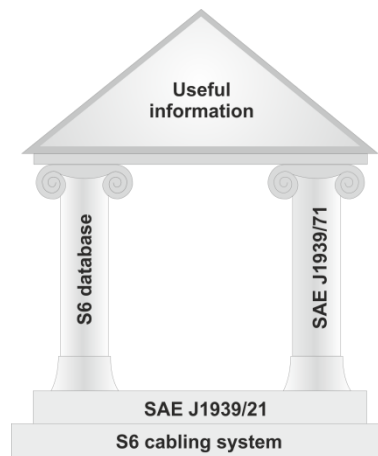 Useful
information
S6 database
SAE J1939/71
SAE J1939/21
S6 cabling system